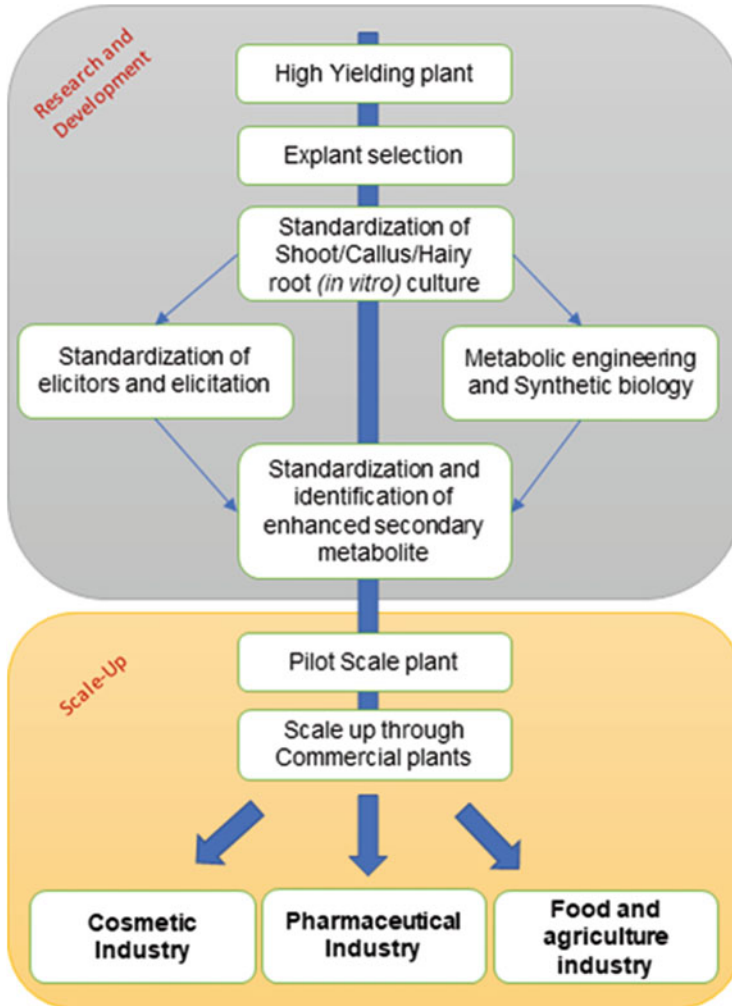 Research and
Development
High Yielding plant
Explant selection
Standardization of
Shoot/Callus/Hairy
root (in vitro) culture
Standardization of
elicitors and elicitation
Metabolic engineering
and Synthetic biology
Standardization and
identification of
enhanced secondary
metabolite
Scale-Up
Pilot Scale plant
Scale up through
Commercial plants
Cosmetic
Industry
Pharmaceutical
Industry
Food and
agriculture
industry